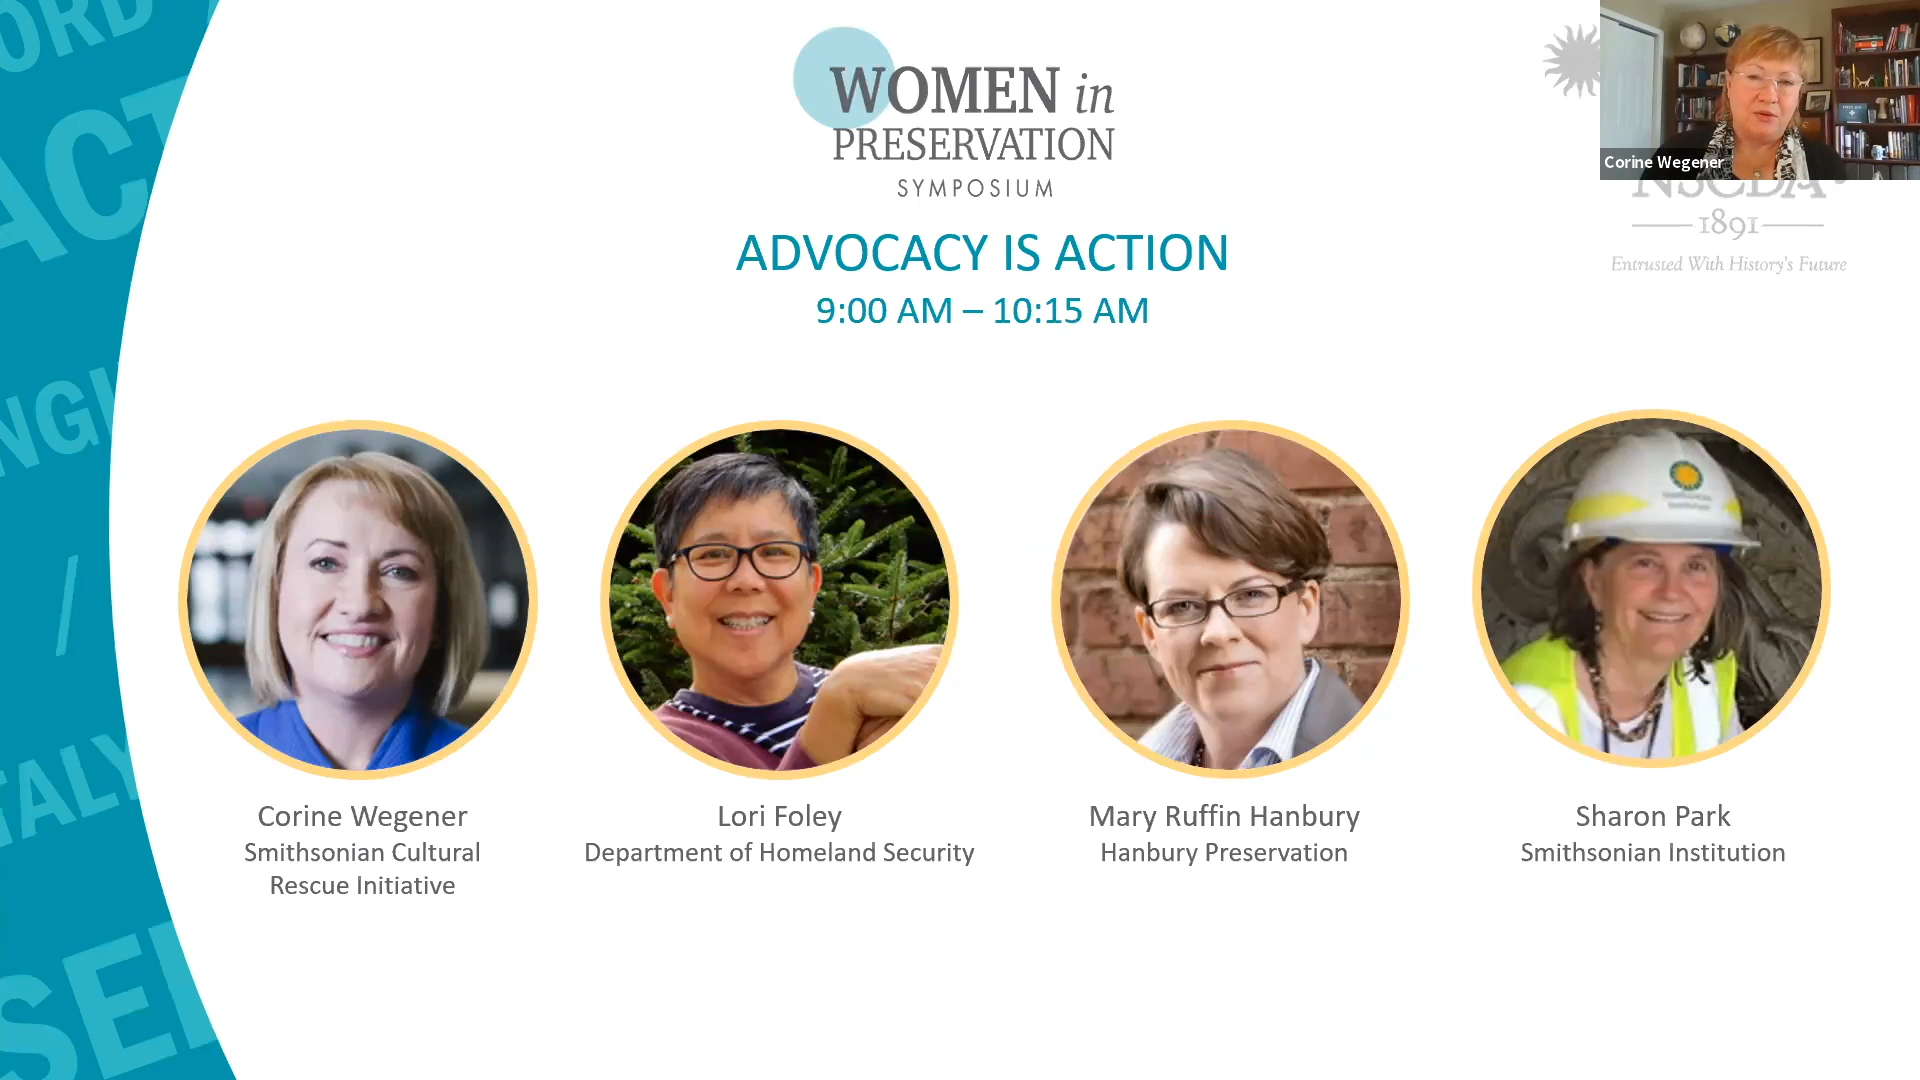 WOMEN in
PRESERVATION
SYMPOSIUM
Corine Wegener
NSCDA
1891
Entrusted With History's Future
ADVOCACY IS ACTION
9:00 AM – 10:15 AM
Corine Wegener
Smithsonian Cultural
Rescue Initiative
Lori Foley
Department of Homeland Security
Mary Ruffin Hanbury
Hanbury Preservation
Sharon Park
Smithsonian Institution
ACT